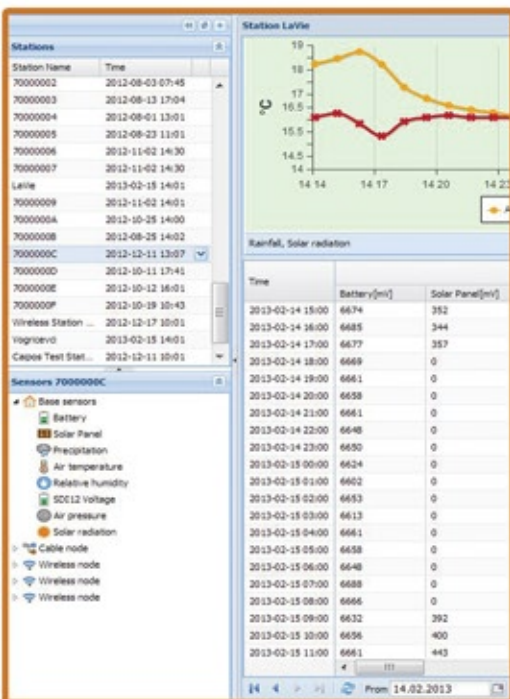 Stations
Station Name Time
70000002 2012-08-03 07:45
70000003 2012-08-13 17:04
70000004 2012-08-01 13:01
70000005 2012-08-23 11:01
70000006 2012-11-02 14:30
70000007 2012-11-02 14:30
LaVie 2013-02-15 14:01
70000009 2012-11-02 14:01
7000000A 2012-10-25 14:00
7000000B 2012-08-25 14:02
7000000C 2012-12-11 13:07
7000000D 2012-10-11 17:41
7000000E 2012-10-12 16:01
7000000F 2012-10-19 10:43
Wireless Station ... 2012-12-17 10:01
Vogricevo 2013-02-15 14:01
Caipos Test Stat... 2012-12-11 10:01
Sensors 7000000C
Base sensors
Battery
Solar Panel
Precipitation
Air temperature
Relative humidity
SDI12 Voltage
Air pressure
Solar radiation
Cable node
Wireless node
Wireless node
Wireless node
Station LaVie
°C
19
18
17
16.5
15.5
14.5
14
14 14 14 17 14 20 14 23
A
Rainfall, Solar radiation
Time
Battery[mV] Solar Panel[mV]
2013-02-14 15:00 6674 352
2013-02-14 16:00 6685 344
2013-02-14 17:00 6677 357
2013-02-14 18:00 6669 0
2013-02-14 19:00 6661 0
2013-02-14 20:00 6658 0
2013-02-14 21:00 6661 0
2013-02-14 22:00 6648 0
2013-02-14 23:00 6650 0
2013-02-15 00:00 6624 0
2013-02-15 01:00 6602 0
2013-02-15 02:00 6653 0
2013-02-15 03:00 6613 0
2013-02-15 04:00 6661 0
2013-02-15 05:00 6658 0
2013-02-15 06:00 6648 0
2013-02-15 07:00 6688 0
2013-02-15 08:00 6666 0
2013-02-15 09:00 6632 392
2013-02-15 10:00 6656 400
2013-02-15 11:00 6661 443
From 14.02.2013